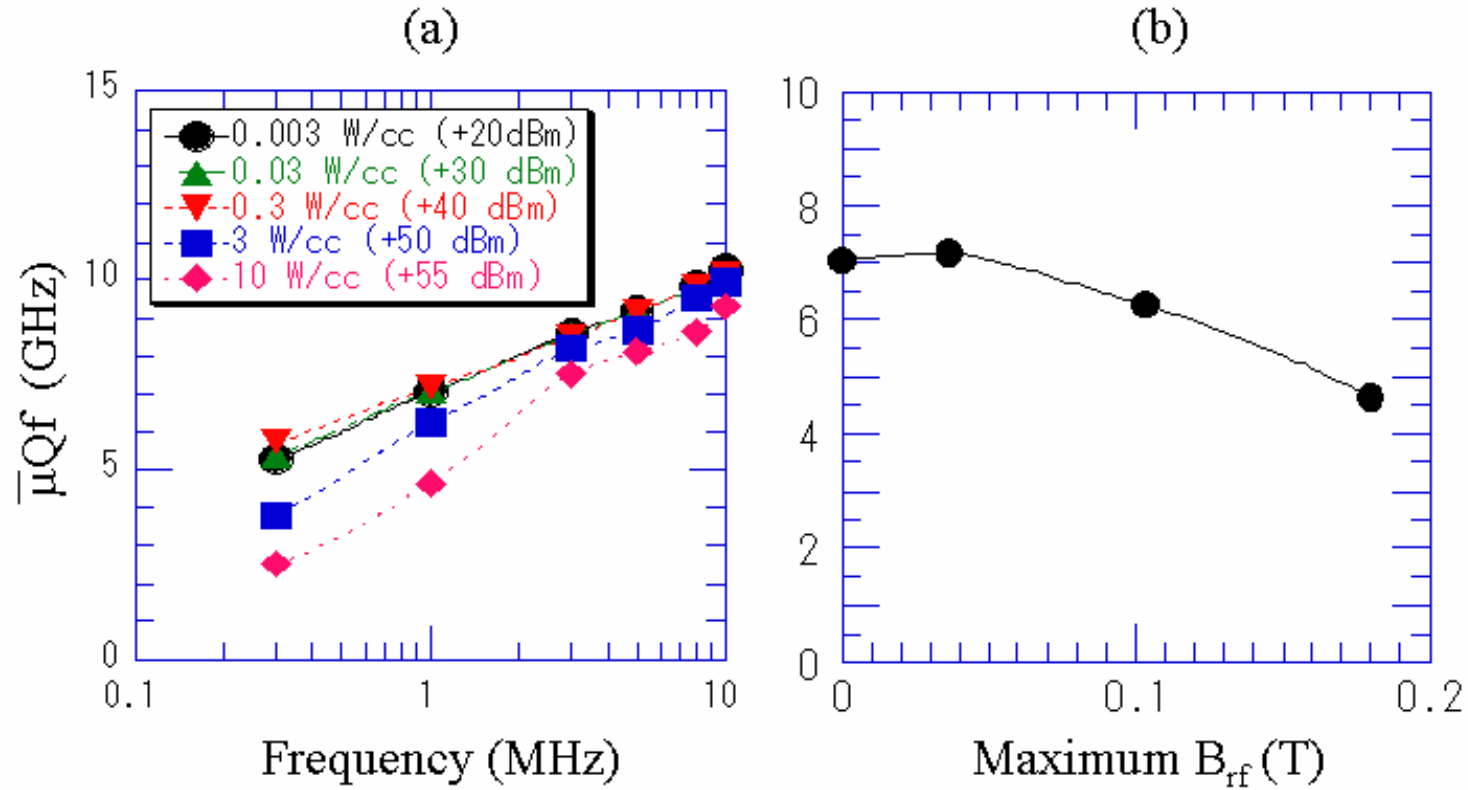 (a)
(b)
15
10
5
0
0.003 W/cc (+20dBm)
0.03 W/cc (+30 dBm)
0.3 W/cc (+40 dBm)
3 W/cc (+50 dBm)
10 W/cc (+55 dBm)
μ̅Qf (GHz)
0.1
1
10
Frequency (MHz)
10
8
6
4
2
0
0
0.1
0.2
Maximum Brf (T)